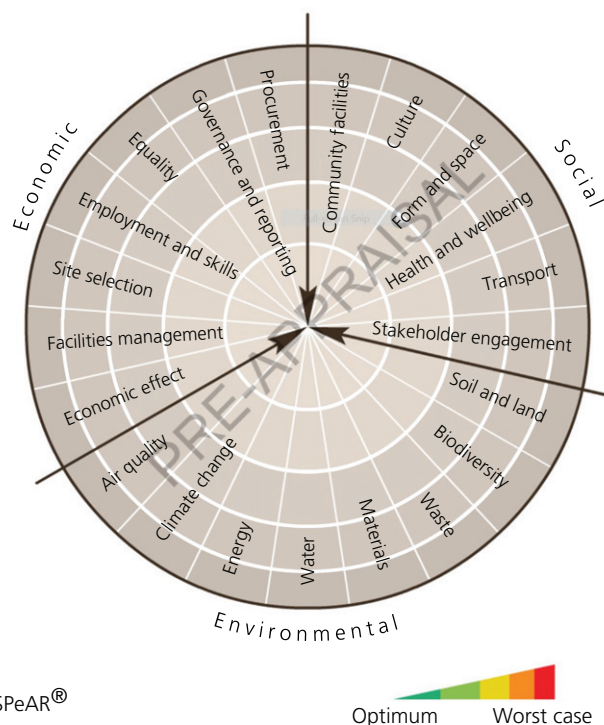 Economic
Social
Environmental
Procurement
Community facilities
Culture
Form and space
Health and wellbeing
Transport
Stakeholder engagement
Soil and land
Biodiversity
Waste
Materials
Water
Energy
Climate change
Air quality
Economic effect
Facilities management
Site selection
Employment and skills
Equality
Governance and reporting
PRE-APPRAISAL
SPeAR®
Optimum
Worst case